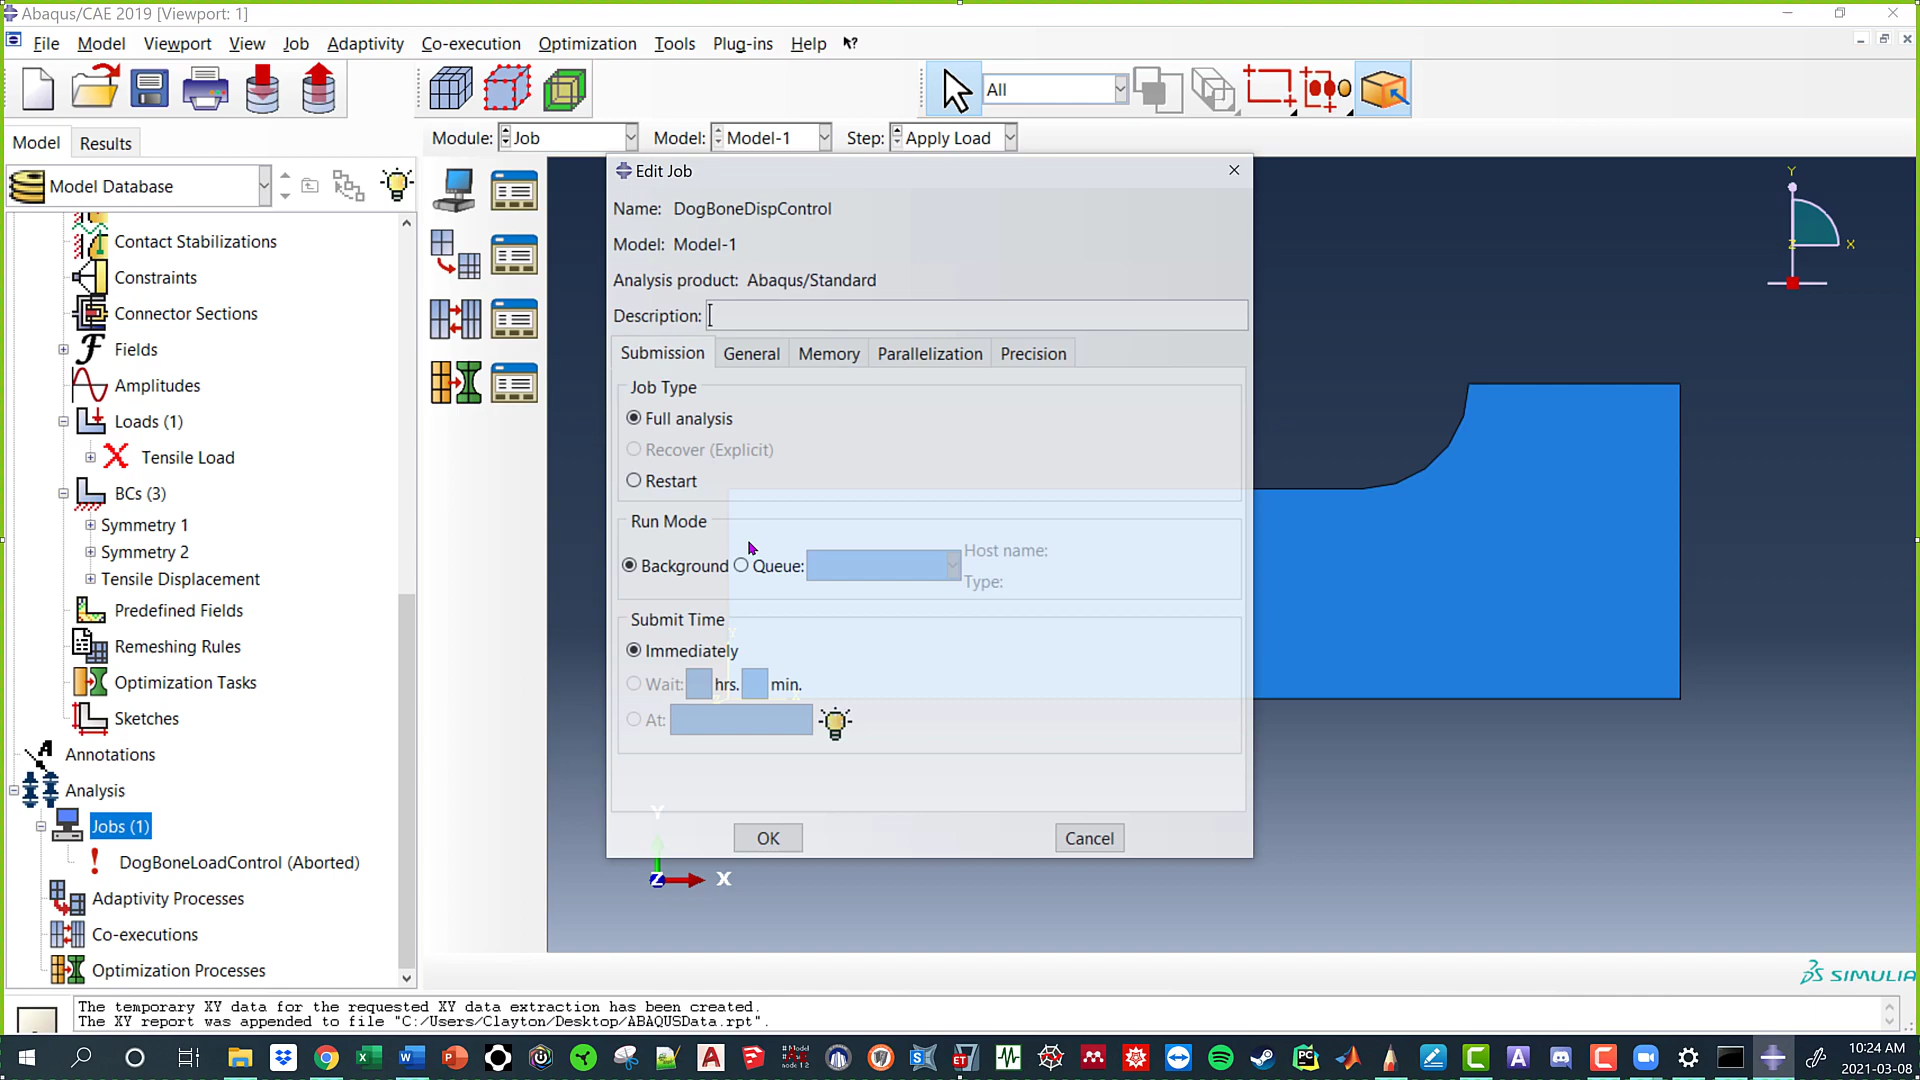 Abaqus/CAE 2019 [Viewport: 1]
File Model Viewport View Job Adaptivity Co-execution Optimization Tools Plug-ins Help
All
Model Results
Module: Job Model: Model-1 Step: Apply Load
Model Database
Contact Stabilizations
Constraints
Connector Sections
Fields
Amplitudes
Loads (1)
Tensile Load
BCs (3)
Symmetry 1
Symmetry 2
Tensile Displacement
Predefined Fields
Remeshing Rules
Optimization Tasks
Sketches
Annotations
Analysis
Jobs (1)
DogBoneLoadControl (Aborted)
Adaptivity Processes
Co-executions
Optimization Processes
Edit Job
Name: DogBoneDispControl
Model: Model-1
Analysis product: Abaqus/Standard
Description:
Submission General Memory Parallelization Precision
Job Type
Full analysis
Recover (Explicit)
Restart
Run Mode
Background Queue: Host name:
Type:
Submit Time
Immediately
Wait: hrs. min.
At:
OK Cancel
Y
X
Z
Y
Z X
SIMULIA
The temporary XY data for the requested XY data extraction has been created.
The XY report was appended to file "C:/Users/Clayton/Desktop/ABAQUSData.rpt".
10:24 AM
2021-03-08